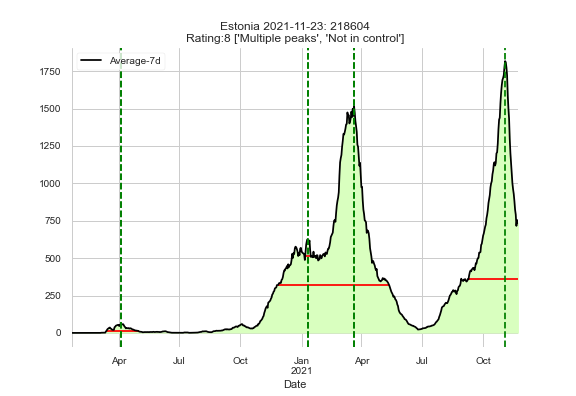 Estonia 2021-11-23: 218604
Rating:8 ['Multiple peaks', 'Not in control']
Average-7d
1750
1500
1250
1000
750
500
250
0
Apr Jul Oct Jan Apr Jul Oct
2021
Date